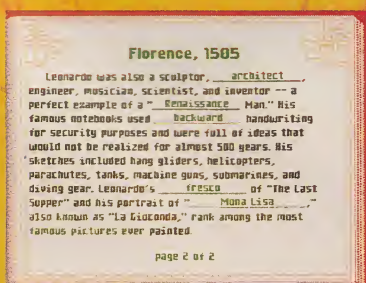 Florence, 1505
Leonardo was also a sculptor, architect,
engineer, musician, scientist, and inventor -- a
perfect example of a "Renaissance Man." His
famous notebooks used backward handwriting
for security purposes and were full of ideas that
would not be realized for almost 500 years. His
sketches included hang gliders, helicopters,
parachutes, tanks, machine guns, submarines, and
diving gear. Leonardo's fresco of "The Last
Supper" and his portrait of "Mona Lisa,"
also known as "La Gioconda," rank among the most
famous pictures ever painted.
page 2 of 2